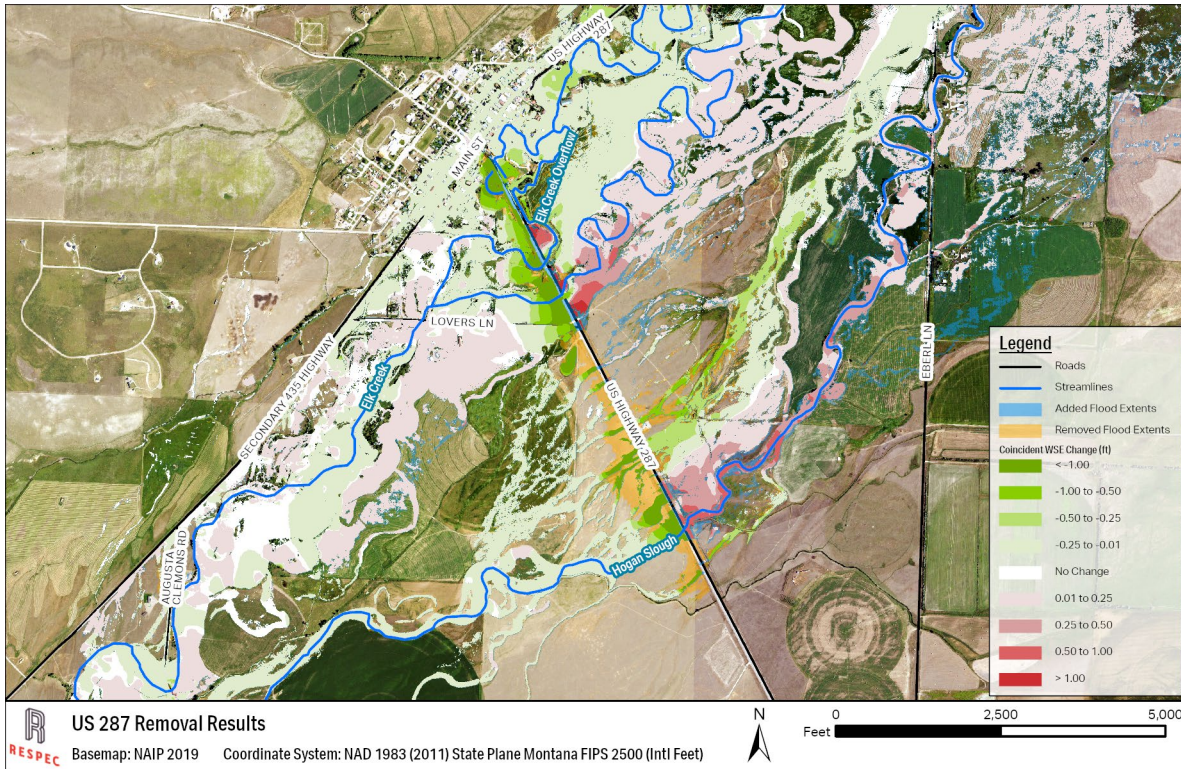 US HIGHWAY
287
MAIN ST
Elk Creek Overflow
LOVERS LN
SECONDARY 435 HIGHWAY
Elk Creek
US HIGHWAY 287
EBERL LN
AUGUSTA
CLEMONS RD
Hogan Slough
Legend
Roads
Streamlines
Added Flood Extents
Removed Flood Extents
Coincident WSE Change (ft)
< -1.00
-1.00 to -0.50
-0.50 to -0.25
-0.25 to -0.01
No Change
0.01 to 0.25
0.25 to 0.50
0.50 to 1.00
> 1.00
RESPEC
US 287 Removal Results
Basemap: NAIP 2019 Coordinate System: NAD 1983 (2011) State Plane Montana FIPS 2500 (Intl Feet)
N
0 2,500 5,000
Feet